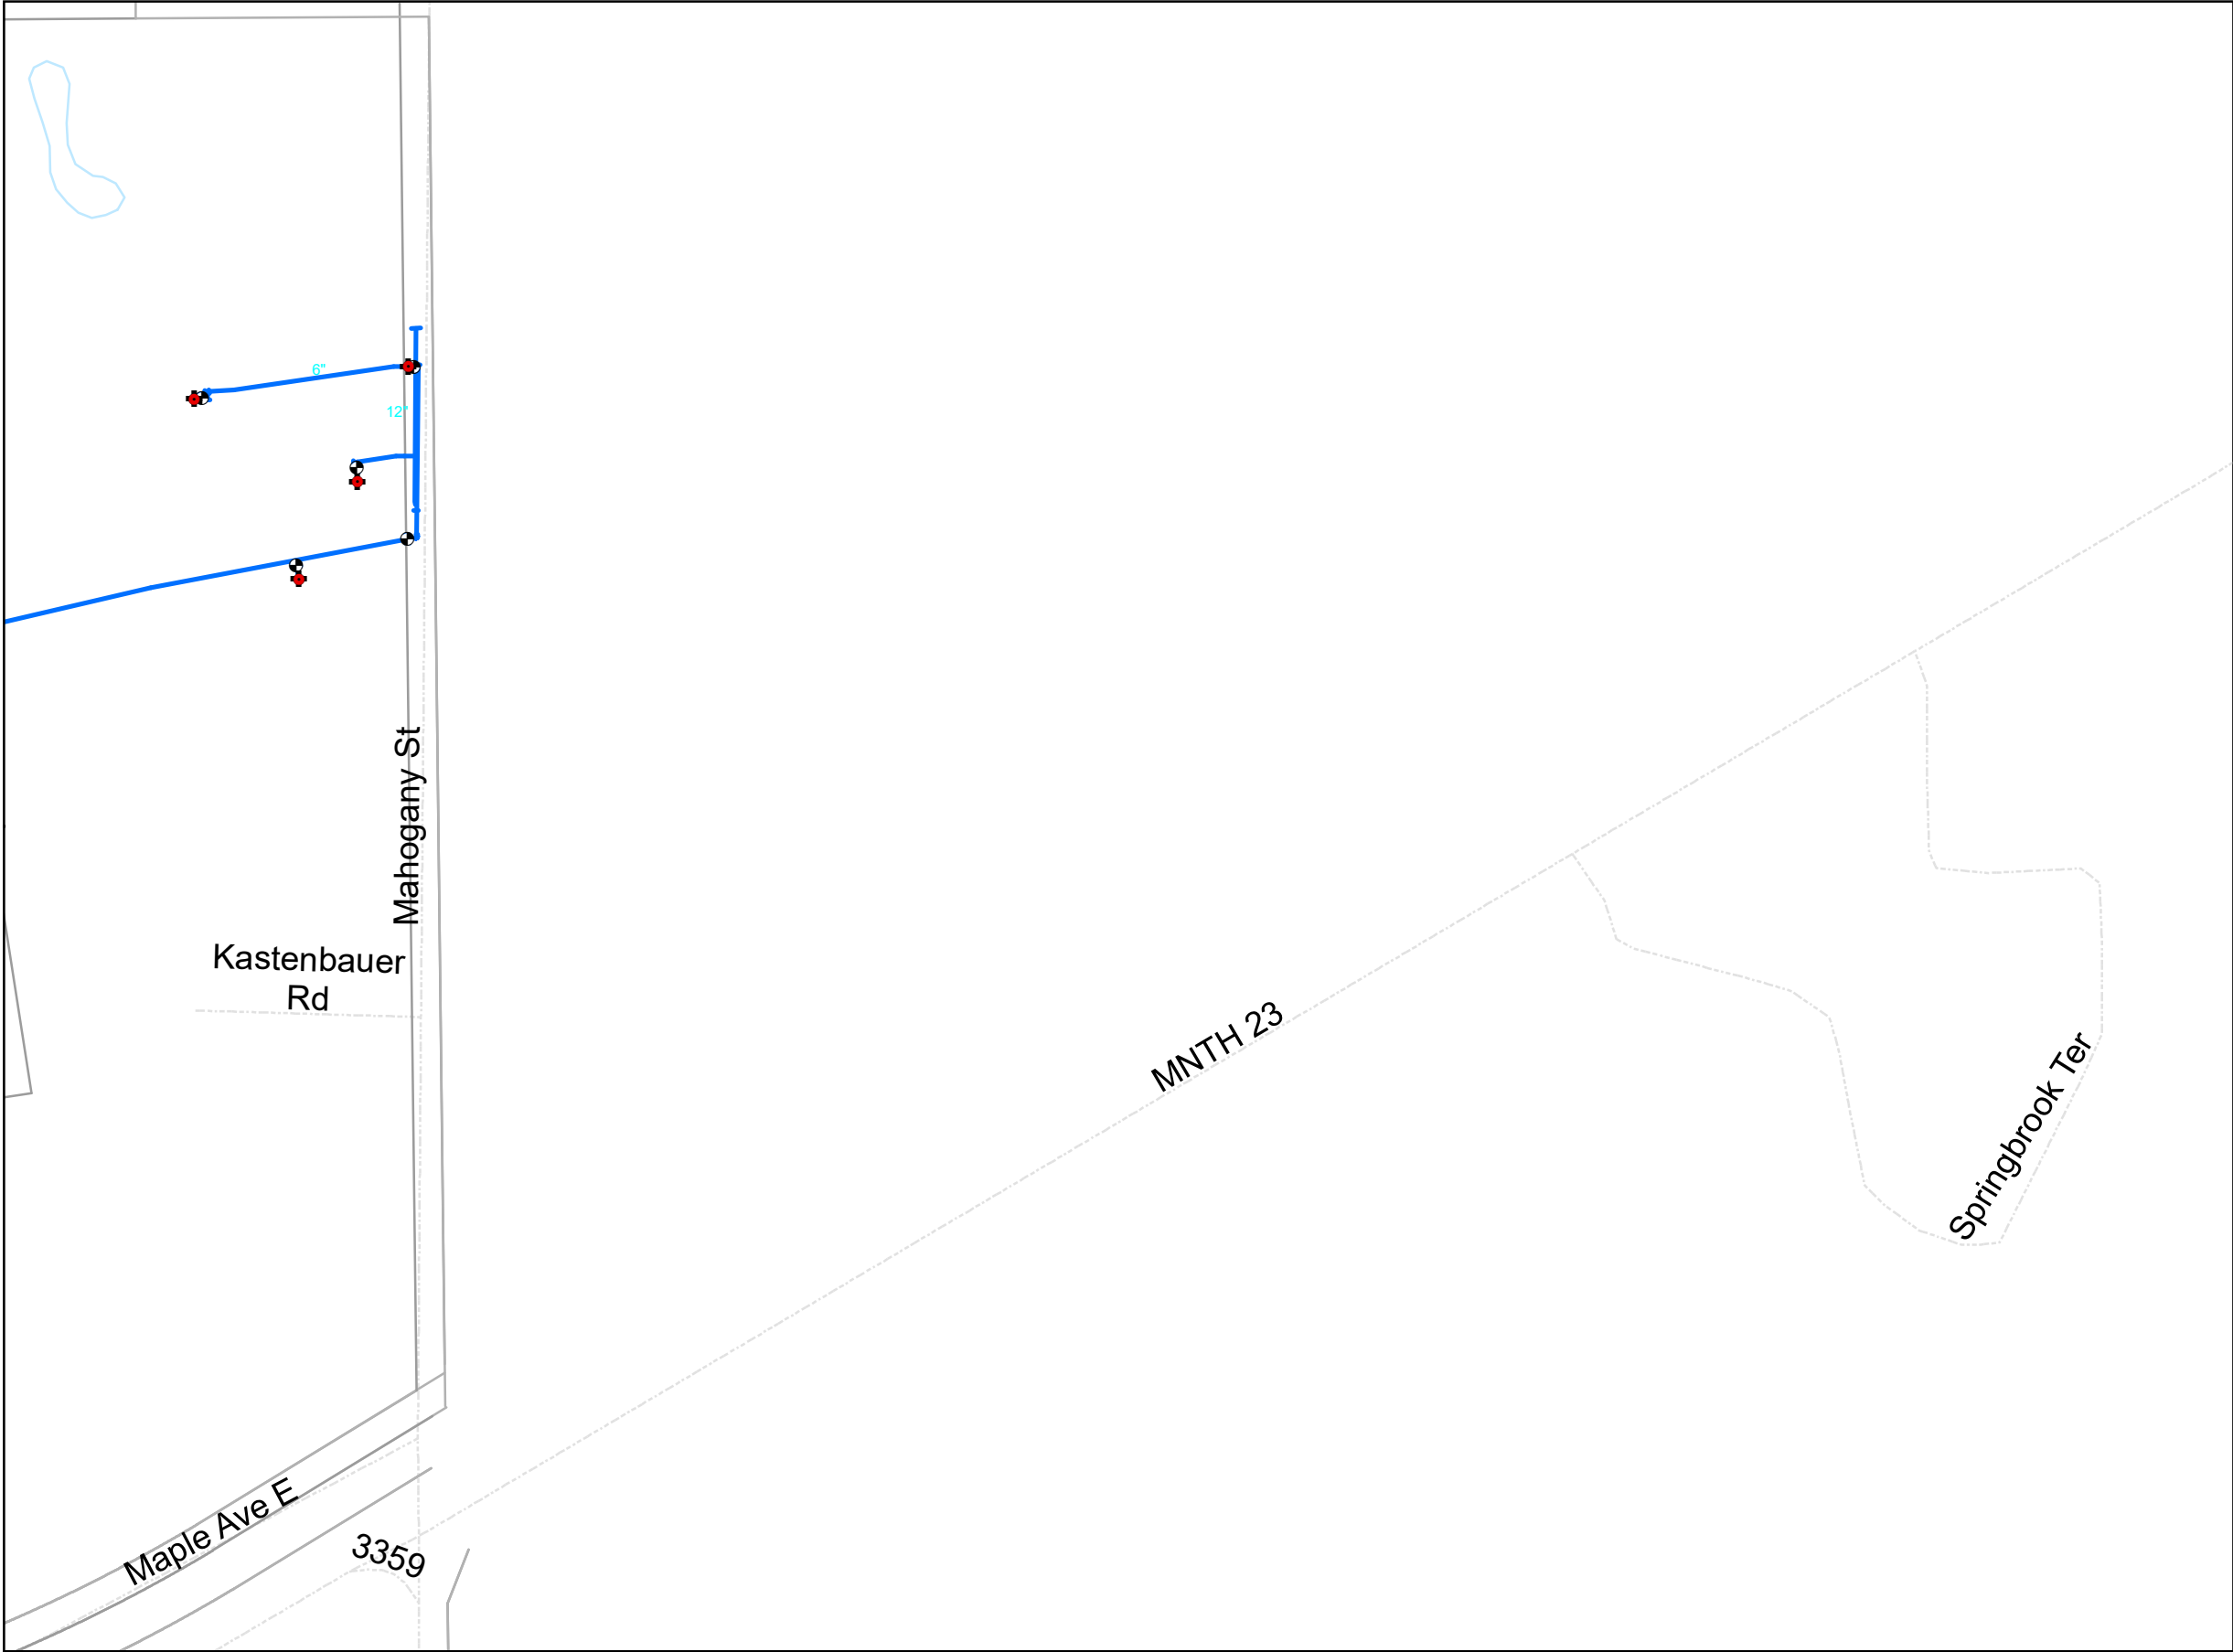 6"
12"
Mahogany St
Kastenbauer
Rd
MNTH 23
Springbrook Ter
Maple Ave E
3359